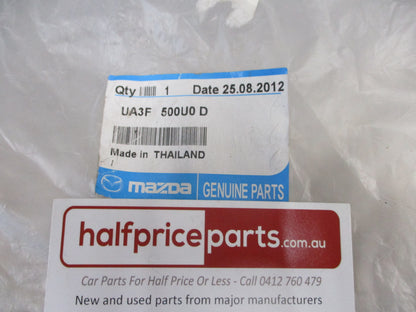 Qty 1 Date 25.08.2012
UA3F 500U0 D
1
Made in THAILAND
mazda GENUINE PARTS
halfpriceparts.com.au
Car Parts For Half Price Or Less - Call 0412 760 479
New and used parts from major manufacturers